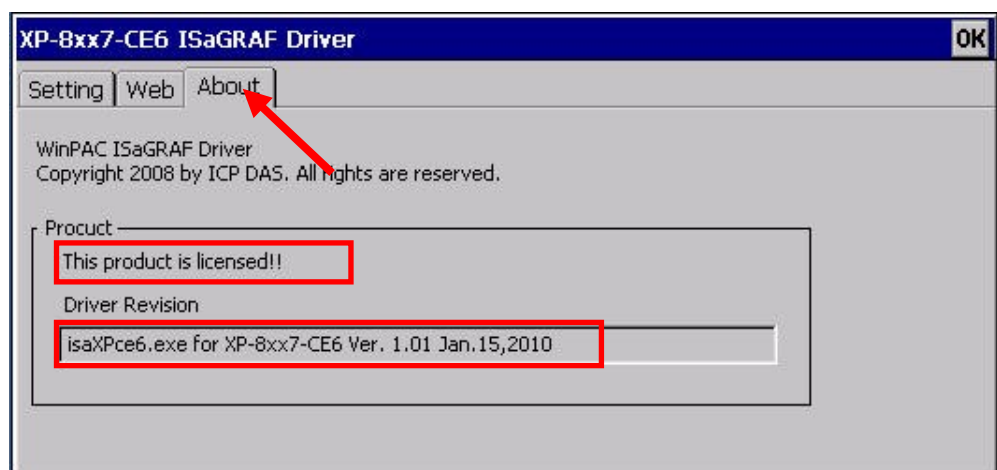 XP-8xx7-CE6 ISaGRAF Driver OK
Setting Web About
WinPAC ISaGRAF Driver
Copyright 2008 by ICP DAS. All rights are reserved.
Procuct
This product is licensed!!
Driver Revision
isaXPce6.exe for XP-8xx7-CE6 Ver. 1.01 Jan.15,2010